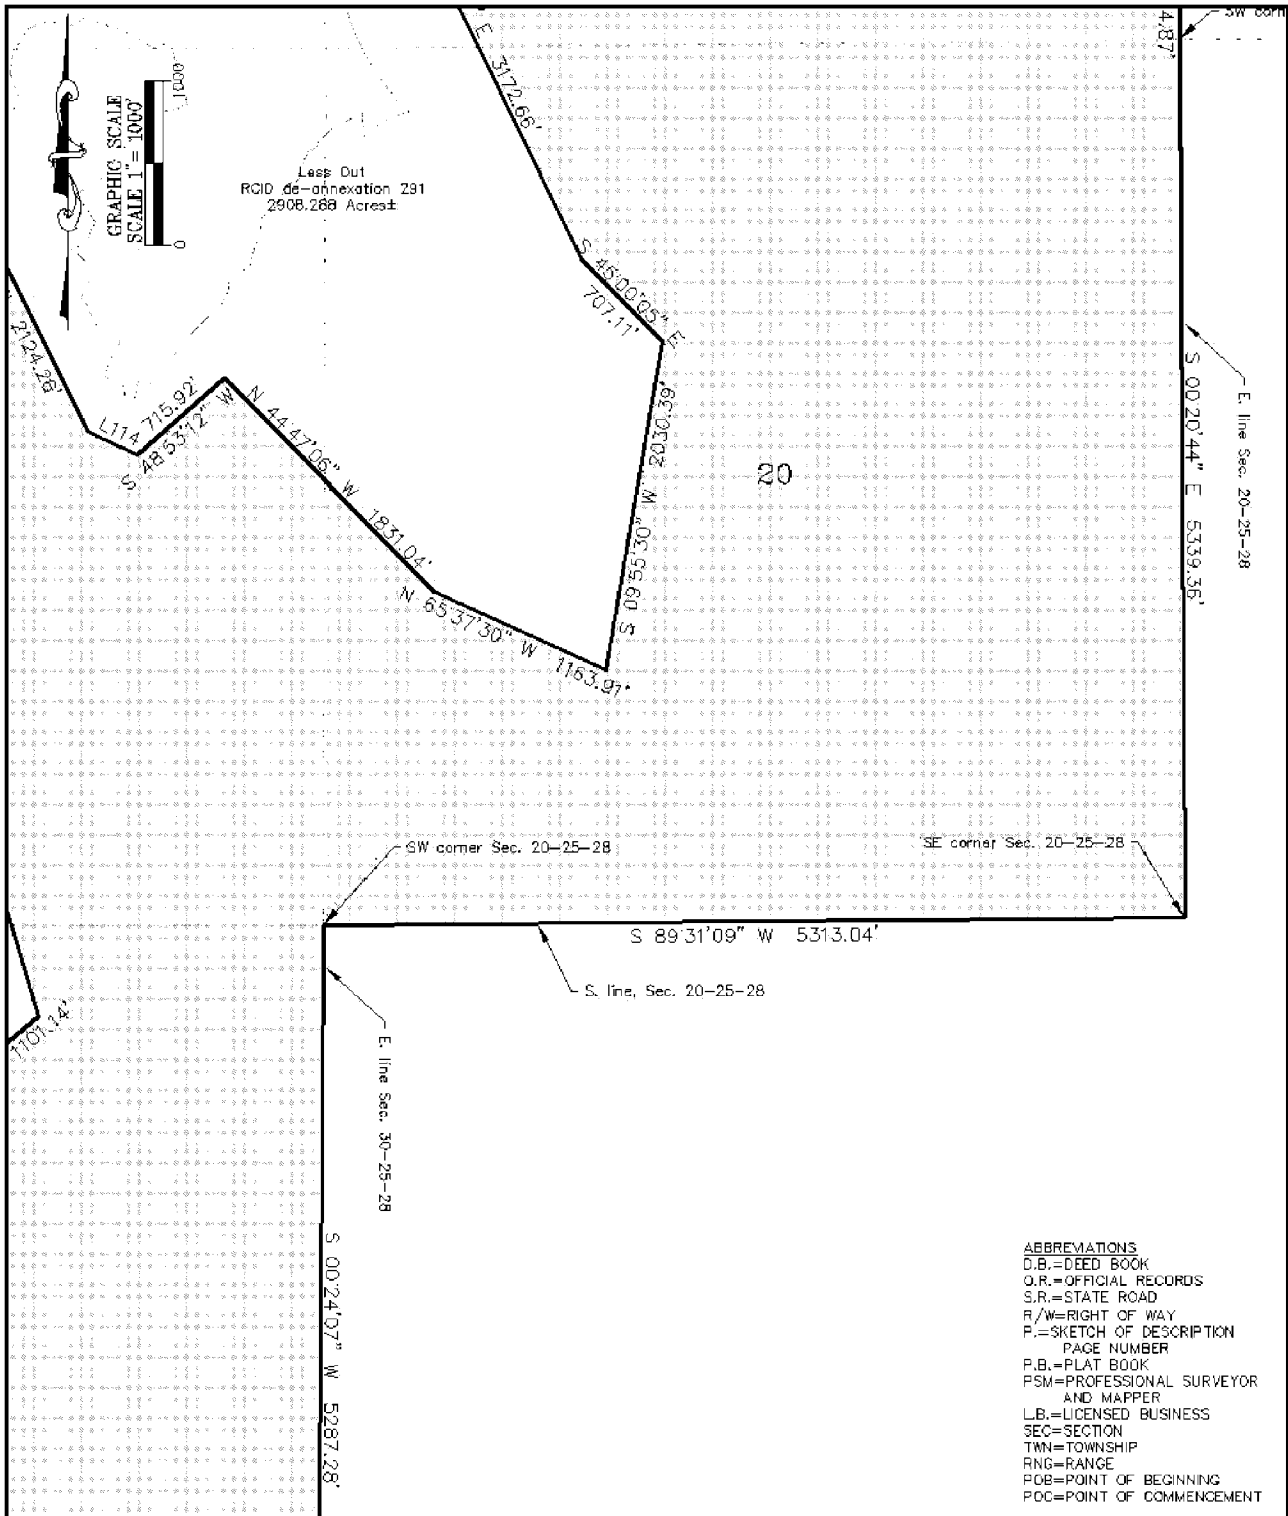 SW corn
4.87'
E 3172.66'
1000
GRAPHIC SCALE
SCALE 1"= 1000'
0
Less Out
RCID de-annexation 291
2908.288 Acres±
S 45°00'05" E
707.11'
2124.26'
L114
715.92'
S 48°53'12" W
N 44°47'06" W 1831.04'
N 65°37'30" W 1163.91'
S 09°55'30" W 2030.39'
20
E. line Sec. 20-25-28
S 00°20'44" E 5339.36'
SW corner Sec. 20-25-28
SE corner Sec. 20-25-28
S 89°31'09" W 5313.04'
S. line, Sec. 20-25-28
1101.14'
E. line Sec. 30-25-28
S 00°24'07" W 5287.28'
ABBREVIATIONS
D.B.=DEED BOOK
O.R.=OFFICIAL RECORDS
S.R.=STATE ROAD
R/W=RIGHT OF WAY
P.=SKETCH OF DESCRIPTION
PAGE NUMBER
P.B.=PLAT BOOK
PSM=PROFESSIONAL SURVEYOR
AND MAPPER
L.B.=LICENSED BUSINESS
SEC=SECTION
TWN=TOWNSHIP
RNG=RANGE
POB=POINT OF BEGINNING
POC=POINT OF COMMENCEMENT